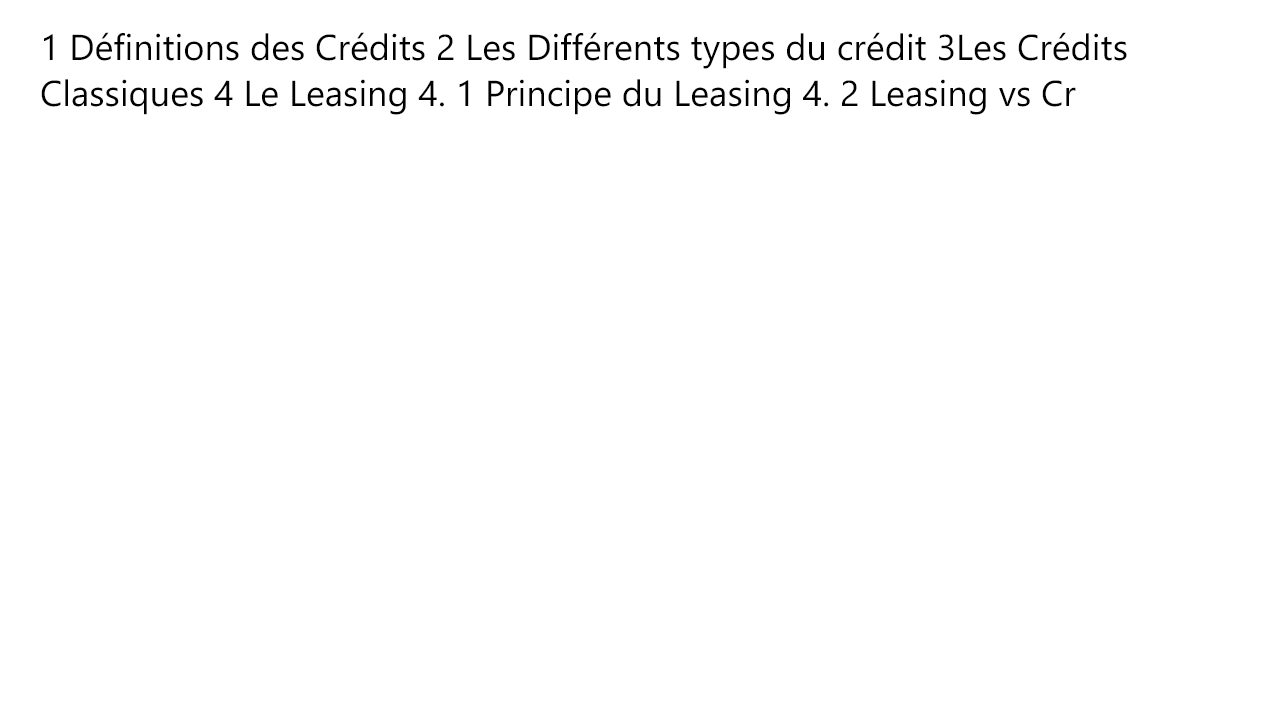 1 Définitions des Crédits 2 Les Différents types du crédit 3Les Crédits
Classiques 4 Le Leasing 4. 1 Principe du Leasing 4. 2 Leasing vs Cr